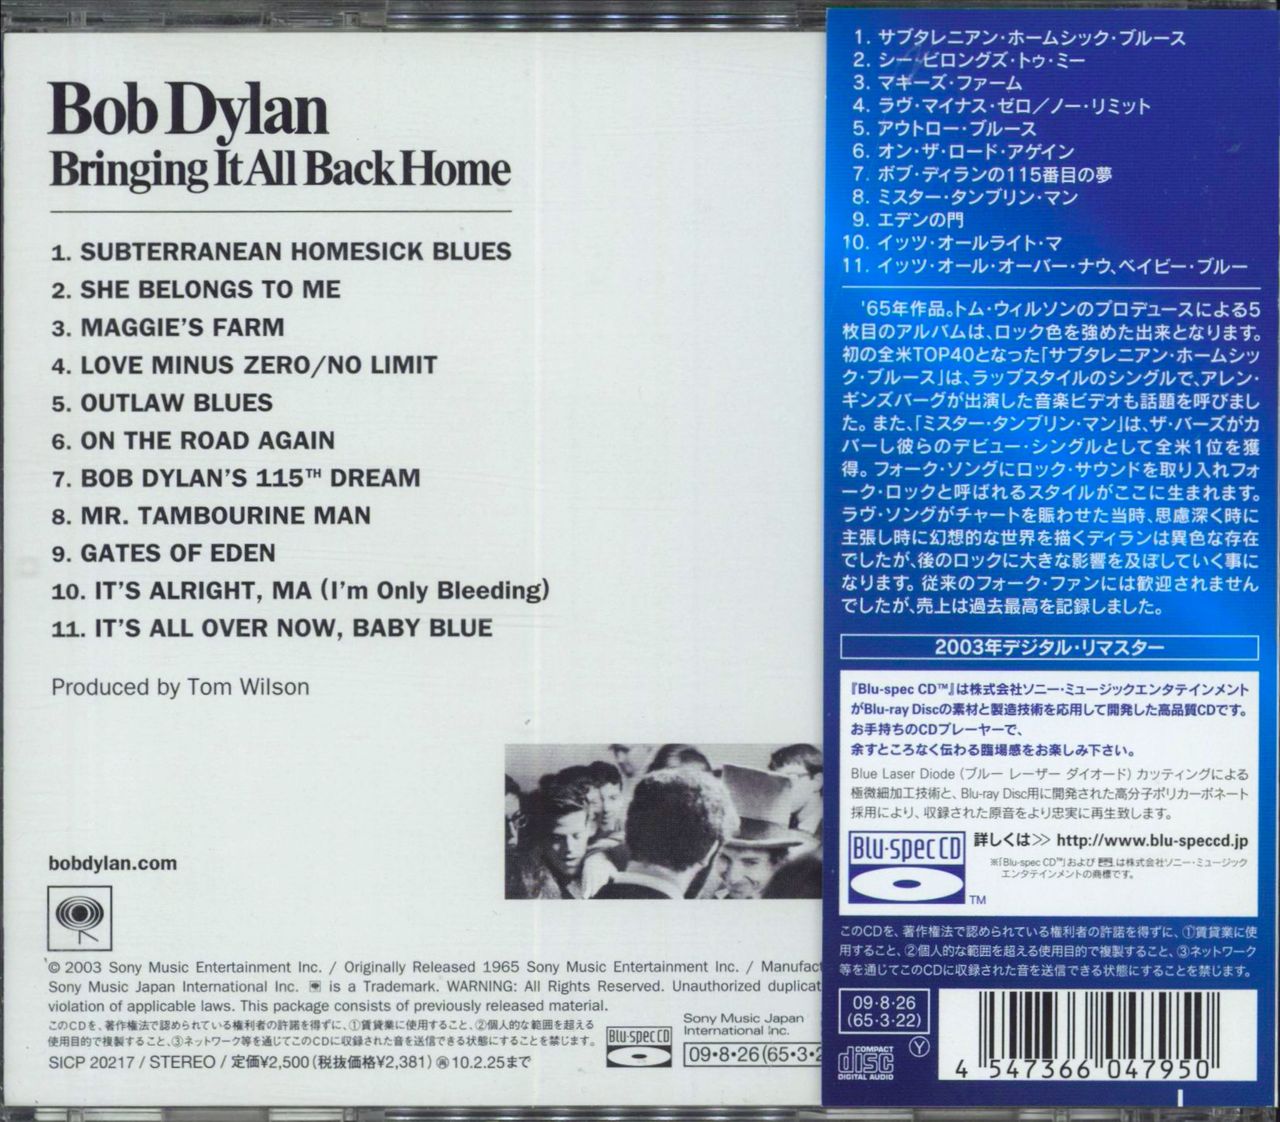 Bob Dylan
Bringing It All Back Home
1. SUBTERRANEAN HOMESICK BLUES
2. SHE BELONGS TO ME
3. MAGGIE'S FARM
4. LOVE MINUS ZERO/NO LIMIT
5. OUTLAW BLUES
6. ON THE ROAD AGAIN
7. BOB DYLAN'S 115TH DREAM
8. MR. TAMBOURINE MAN
9. GATES OF EDEN
10. IT'S ALRIGHT, MA (I'm Only Bleeding)
11. IT'S ALL OVER NOW, BABY BLUE
Produced by Tom Wilson
bobdylan.com
© 2003 Sony Music Entertainment Inc. / Originally Released 1965 Sony Music Entertainment Inc. / Manufact
Sony Music Japan International Inc. is a Trademark. WARNING: All Rights Reserved. Unauthorized duplicat
violation of applicable laws. This package consists of previously released material.
このCDを、著作権法で認められている権利者の許諾を得ずに、①賃貸業に使用すること、②個人的な範囲を超える
使用目的で複製すること、③ネットワーク等を通じてこのCDに収録された音を送信できる状態にすることを禁じます。
SICP 20217 / STEREO / 定価¥2,500(税抜価格¥2,381) 10.2.25まで
Blu-spec CD
Sony Music Japan
International Inc.
09・8・26(65・3・2
1. サブタレニアン・ホームシック・ブルース
2. シー・ビロングズ・トゥ・ミー
3. マギーズ・ファーム
4. ラヴ・マイナス・ゼロ／ノー・リミット
5. アウトロー・ブルース
6. オン・ザ・ロード・アゲイン
7. ボブ・ディランの115番目の夢
8. ミスター・タンブリン・マン
9. エデンの門
10. イッツ・オールライト・マ
11. イッツ・オール・オーバー・ナウ、ベイビー・ブルー
'65年作品。トム・ウィルソンのプロデュースによる5
枚目のアルバムは、ロック色を強めた出来となります。
初の全米TOP40となった「サブタレニアン・ホームシッ
ク・ブルース」は、ラップスタイルのシングルで、アレン・
ギンズバーグが出演した音楽ビデオも話題を呼びまし
た。また、「ミスター・タンブリン・マン」は、ザ・バーズがカ
バーし彼らのデビュー・シングルとして全米1位を獲
得。フォーク・ソングにロック・サウンドを取り入れフォ
ーク・ロックと呼ばれるスタイルがここに生まれます。
ラヴ・ソングがチャートを賑わせた当時、思慮深く時に
主張し時に幻想的な世界を描くディランは異色な存在
でしたが、後のロックに大きな影響を及ぼしていく事に
なります。従来のフォーク・ファンには歓迎されません
でしたが、売上は過去最高を記録しました。
2003年デジタル・リマスター
『Blu-spec CD™』は株式会社ソニー・ミュージックエンタテインメント
がBlu-ray Discの素材と製造技術を応用して開発した高品質CDです。
お手持ちのCDプレーヤーで、
余すところなく伝わる臨場感をお楽しみ下さい。
Blue Laser Diode（ブルー レーザー ダイオード）カッティングによる
極微細加工技術と、Blu-ray Disc用に開発された高分子ポリカーボネート
採用により、収録された原音をより忠実に再生致します。
Blu-spec CD TM
詳しくは>> http://www.blu-speccd.jp
※「Blu-spec CD™」および は株式会社ソニー・ミュージック
エンタテインメントの商標です。
このCDを、著作権法で認められている権利者の許諾を得ずに、①賃貸業に使
用すること、②個人的な範囲を超える使用目的で複製すること、③ネットワーク
等を通じてこのCDに収録された音を送信できる状態にすることを禁じます。
09・8・26
(65・3・22)
COMPACT disc DIGITAL AUDIO
Y
4 547366 047950